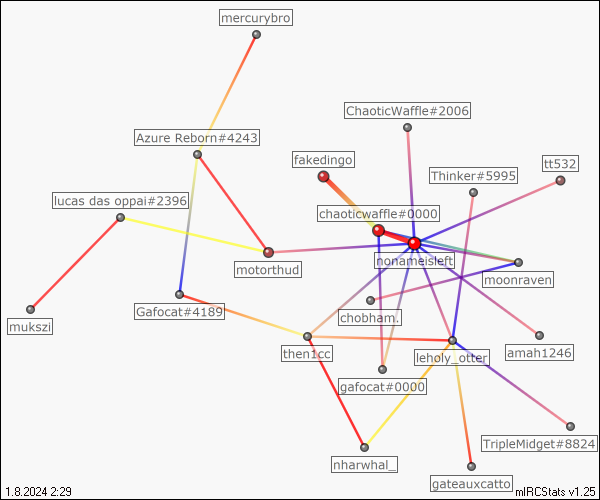 mercurybro
ChaoticWaffle#2006
Azure Reborn#4243
fakedingo
tt532
Thinker#5995
lucas das oppai#2396
chaoticwaffle#0000
nonameisleft
motorthud
moonraven
Gafocat#4189
chobham.
mukszi
then1cc
leholy_otter
amah1246
gafocat#0000
TripleMidget#8824
nharwhal_
gateauxcatto
1.8.2024 2:29
mIRCStats v1.25